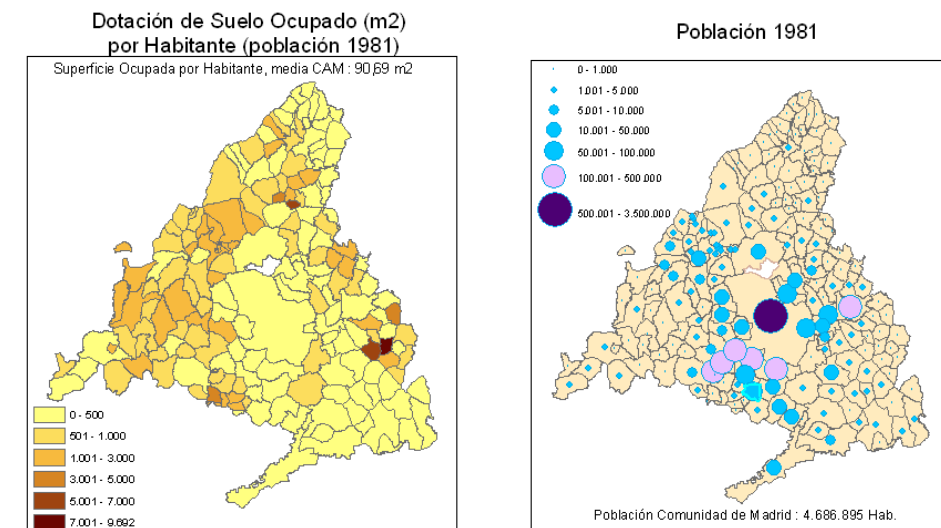 Dotación de Suelo Ocupado (m2)
por Habitante (población 1981)
Superficie Ocupada por Habitante, media CAM : 90,69 m2
0 - 500
501 - 1.000
1.001 - 3.000
3.001 - 5.000
5.001 - 7.000
7.001 - 9.692
Población 1981
0 - 1.000
1.001 - 5.000
5.001 - 10.000
10.001 - 50.000
50.001 - 100.000
100.001 - 500.000
500.001 - 3.500.000
Población Comunidad de Madrid : 4.686.895 Hab.